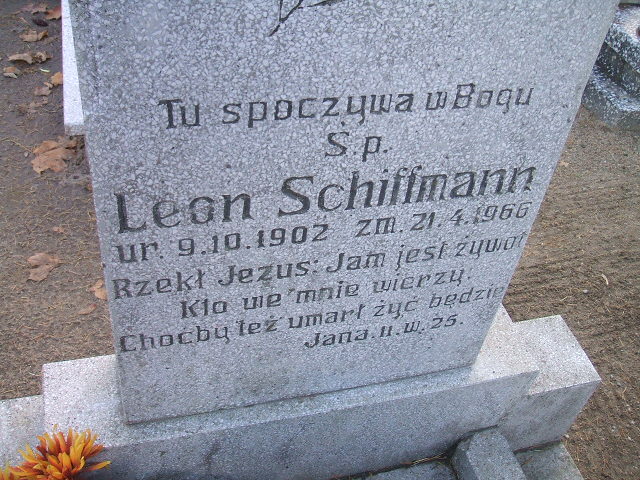 Tu spoczywa w Bogu
Ś.p.
Leon Schiffmann
ur. 9.10.1902 zm. 21.4.1966
Rzekł Jezus: Jam jest żywot
Kto we mnie wierzy.
Choćby też umarł żyć będzie
Jana. 11. w. 25.